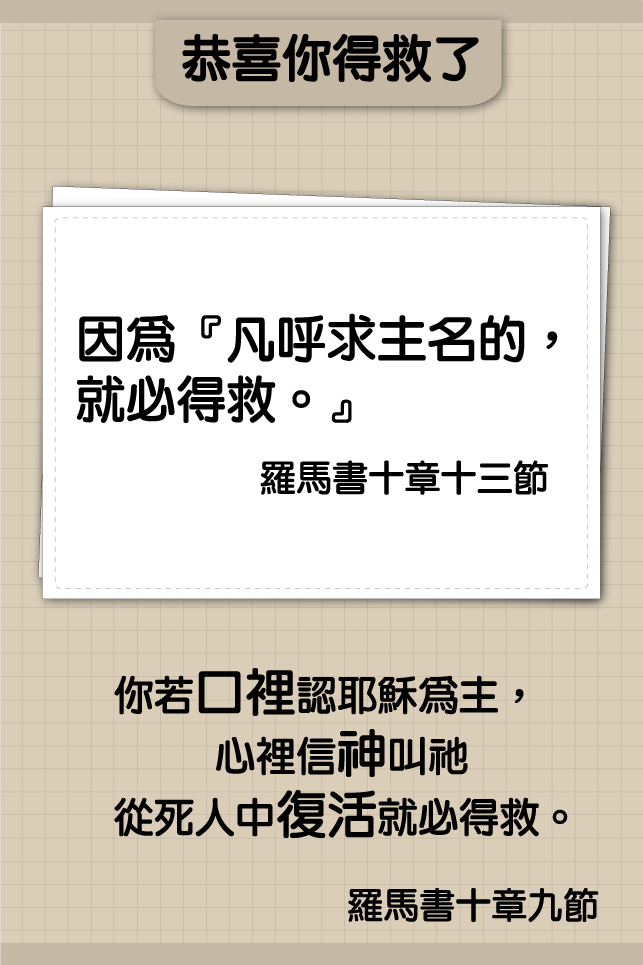 恭喜你得救了
因爲『凡呼求主名的，
就必得救。』
羅馬書十章十三節
你若口裡認耶穌爲主，
心裡信神叫祂
從死人中復活就必得救。
羅馬書十章九節